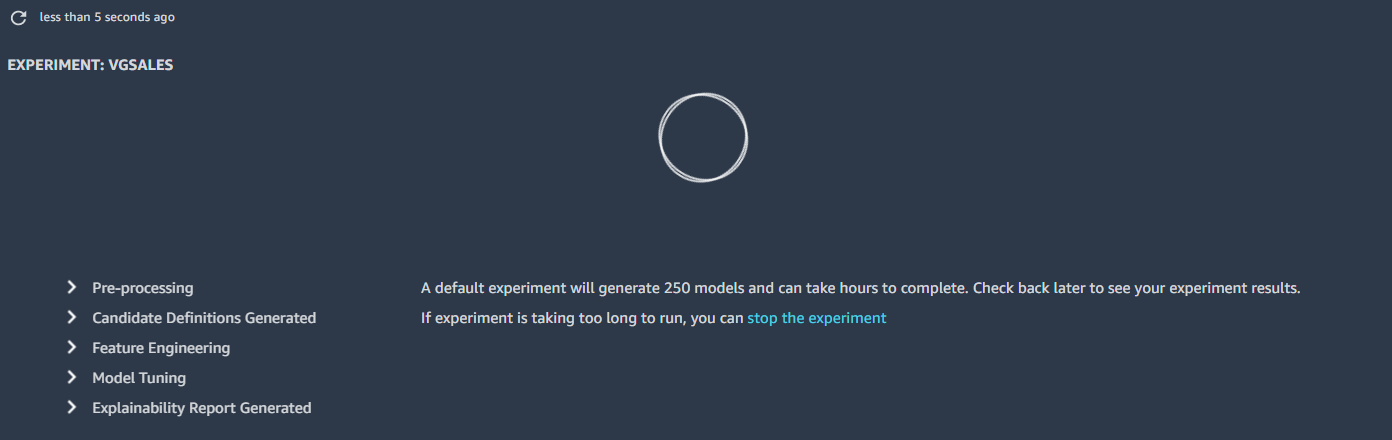 less than 5 seconds ago
EXPERIMENT: VGSALES
Pre-processing
Candidate Definitions Generated
Feature Engineering
Model Tuning
Explainability Report Generated
A default experiment will generate 250 models and can take hours to complete. Check back later to see your experiment results.
If experiment is taking too long to run, you can stop the experiment